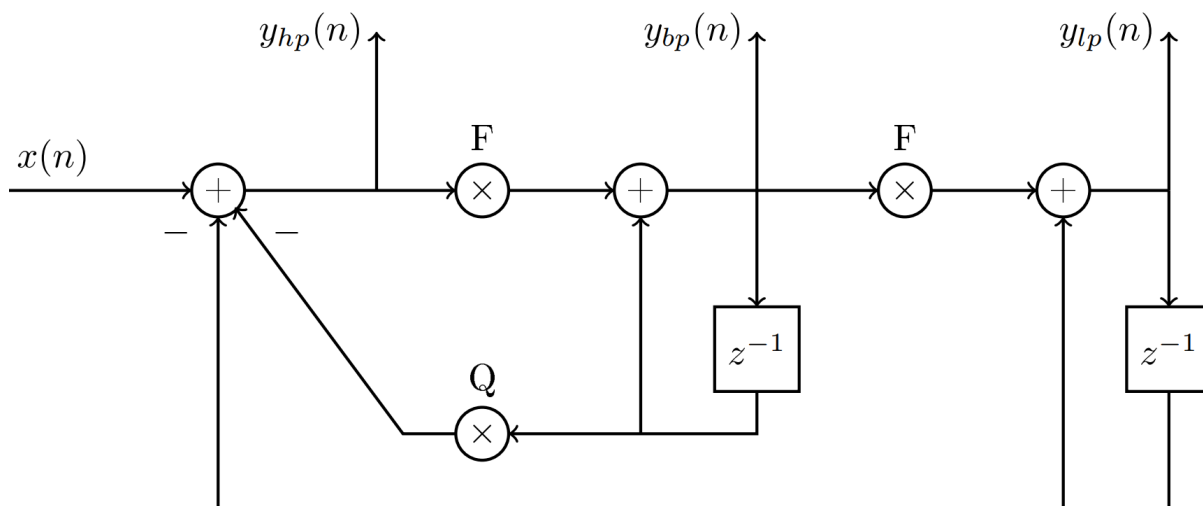 y_{hp}(n)
y_{bp}(n)
y_{lp}(n)
x(n)
F
F
+
×
+
×
+
−
−
z^{-1}
z^{-1}
Q
×